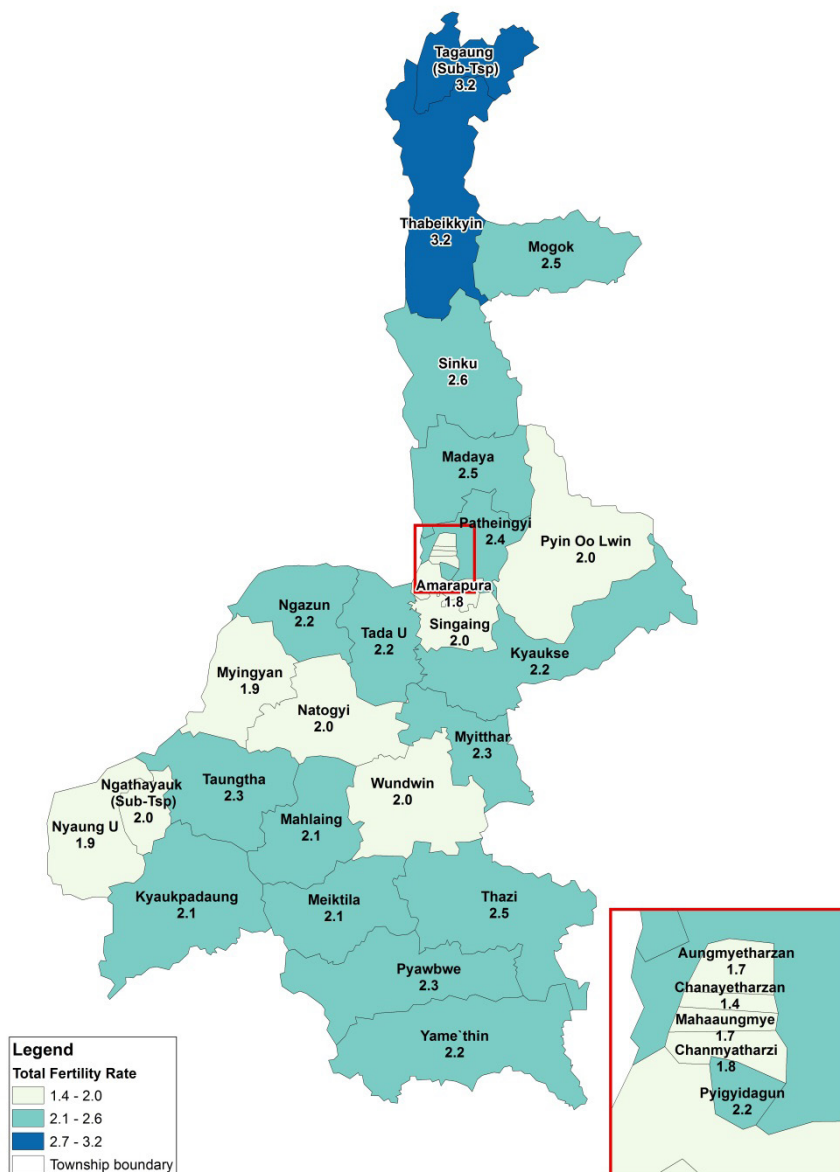 Tagaung
(Sub-Tsp)
3.2
Thabeikkyin
3.2
Mogok
2.5
Sinku
2.6
Madaya
2.5
Patheingyi
2.4
Pyin Oo Lwin
2.0
Amarapura
1.8
Singaing
2.0
Ngazun
2.2
Tada U
2.2
Kyaukse
2.2
Myingyan
1.9
Natogyi
2.0
Myitthar
2.3
Ngathayauk
(Sub-Tsp)
2.0
Taungtha
2.3
Wundwin
2.0
Nyaung U
1.9
Mahlaing
2.1
Kyaukpadaung
2.1
Meiktila
2.1
Thazi
2.5
Pyawbwe
2.3
Yame`thin
2.2
Aungmyetharzan
1.7
Chanayetharzan
1.4
Mahaaungmye
1.7
Chanmyatharzi
1.8
Pyigyidagun
2.2
Legend
Total Fertility Rate
1.4 - 2.0
2.1 - 2.6
2.7 - 3.2
Township boundary